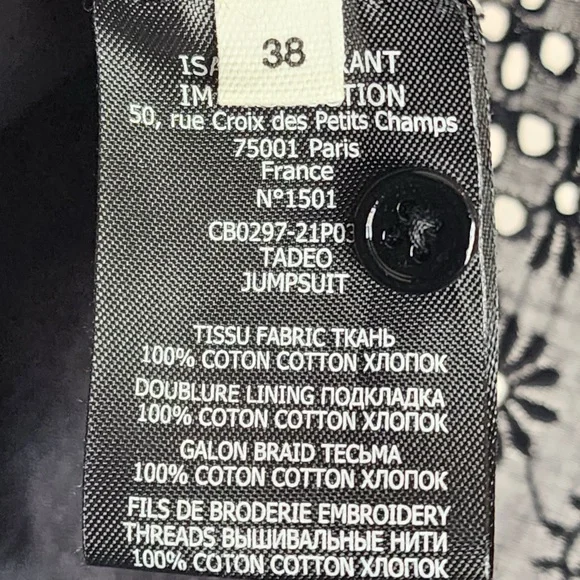 38
50, rue Croix des Petits Champs
75001 Paris
France
N°1501
TADEO
JUMPSUIT
TISSU FABRIC ТКАНЬ
100% COTON COTTON ХЛОПОК
DOUBLURE LINING ПОДКЛАДКА
100% COTON COTTON ХЛОПОК
GALON BRAID ТЕСЬМА
100% COTON COTTON ХЛОПОК
FILS DE BRODERIE EMBROIDERY
THREADS ВЫШИВАЛЬНЫЕ НИТИ
100% COTON COTTON ХЛОПОК